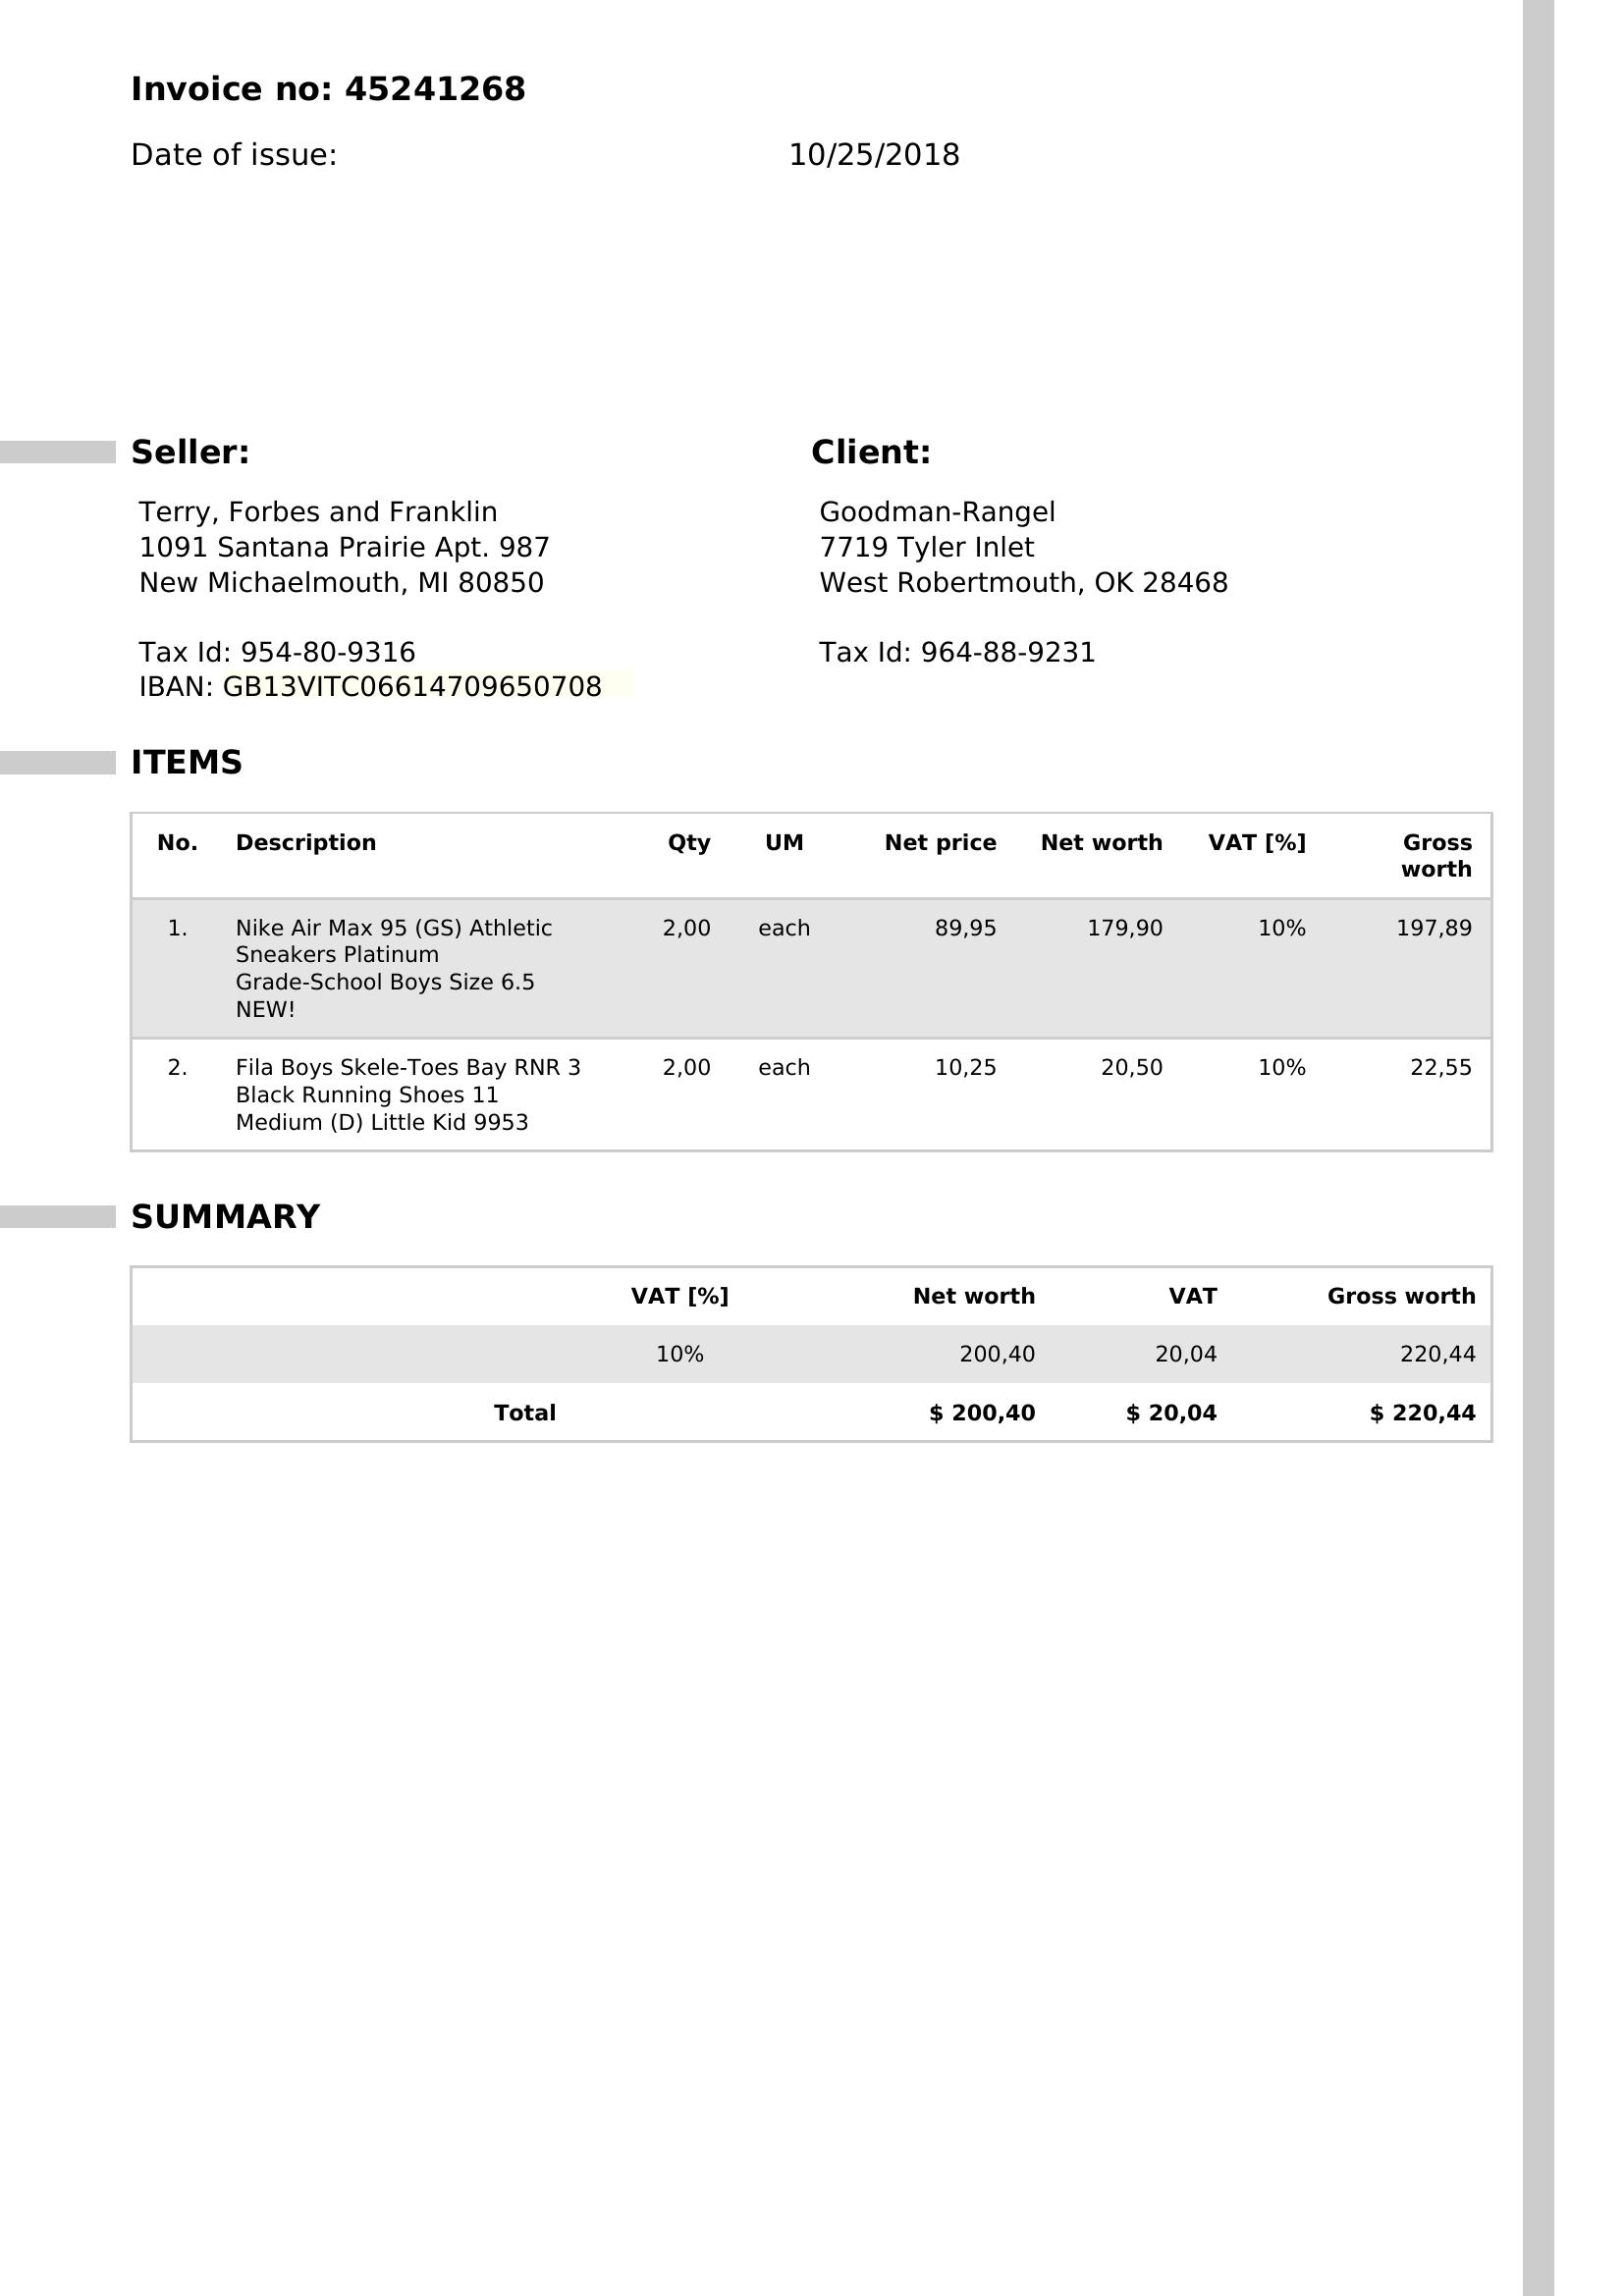 Invoice no: 45241268
Date of issue: 10/25/2018
Seller:
Terry, Forbes and Franklin
1091 Santana Prairie Apt. 987
New Michaelmouth, MI 80850
Tax Id: 954-80-9316
IBAN: GB13VITC06614709650708
Client:
Goodman-Rangel
7719 Tyler Inlet
West Robertmouth, OK 28468
Tax Id: 964-88-9231
ITEMS
No. Description Qty UM Net price Net worth VAT [%] Gross
worth
1. Nike Air Max 95 (GS) Athletic 2,00 each 89,95 179,90 10% 197,89
Sneakers Platinum
Grade-School Boys Size 6.5
NEW!
2. Fila Boys Skele-Toes Bay RNR 3 2,00 each 10,25 20,50 10% 22,55
Black Running Shoes 11
Medium (D) Little Kid 9953
SUMMARY
VAT [%] Net worth VAT Gross worth
10% 200,40 20,04 220,44
Total $ 200,40 $ 20,04 $ 220,44